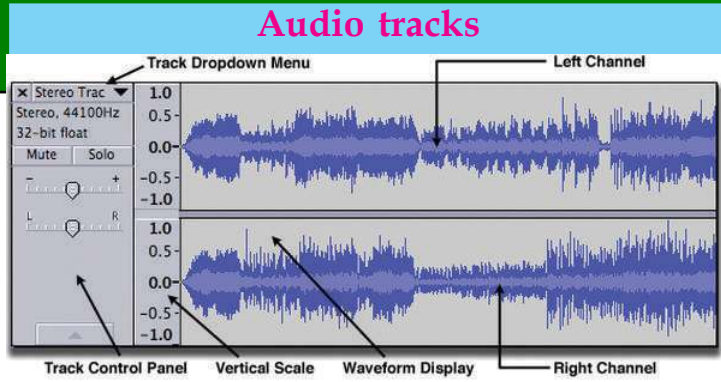 Audio tracks
Track Dropdown Menu Left Channel
× Stereo Trac ▼ 1.0
Stereo, 44100Hz 0.5-
32-bit float
Mute Solo 0.0-
- + -0.5-
-1.0
L R 1.0
0.5-
0.0-
-0.5-
-1.0
Track Control Panel Vertical Scale Waveform Display Right Channel